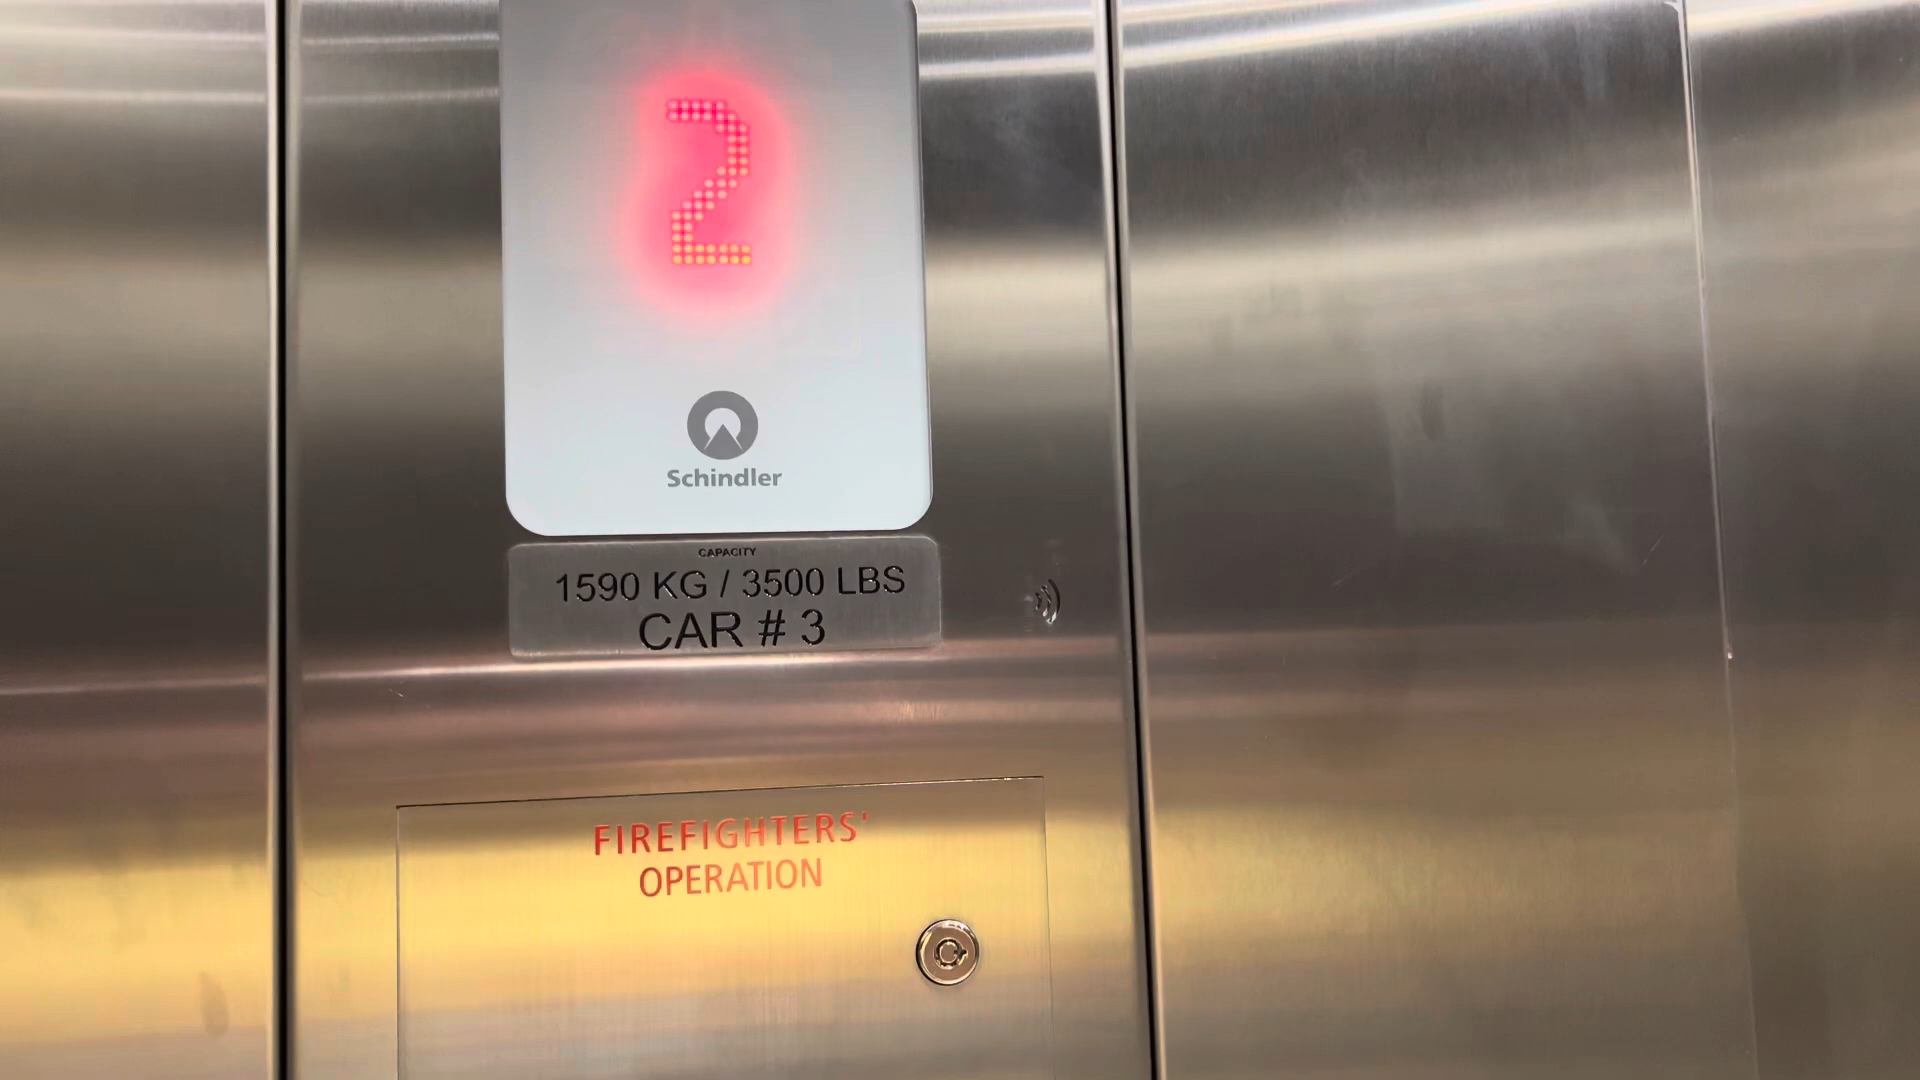 2
Schindler
CAPACITY
1590 KG / 3500 LBS
CAR # 3
FIREFIGHTERS'
OPERATION